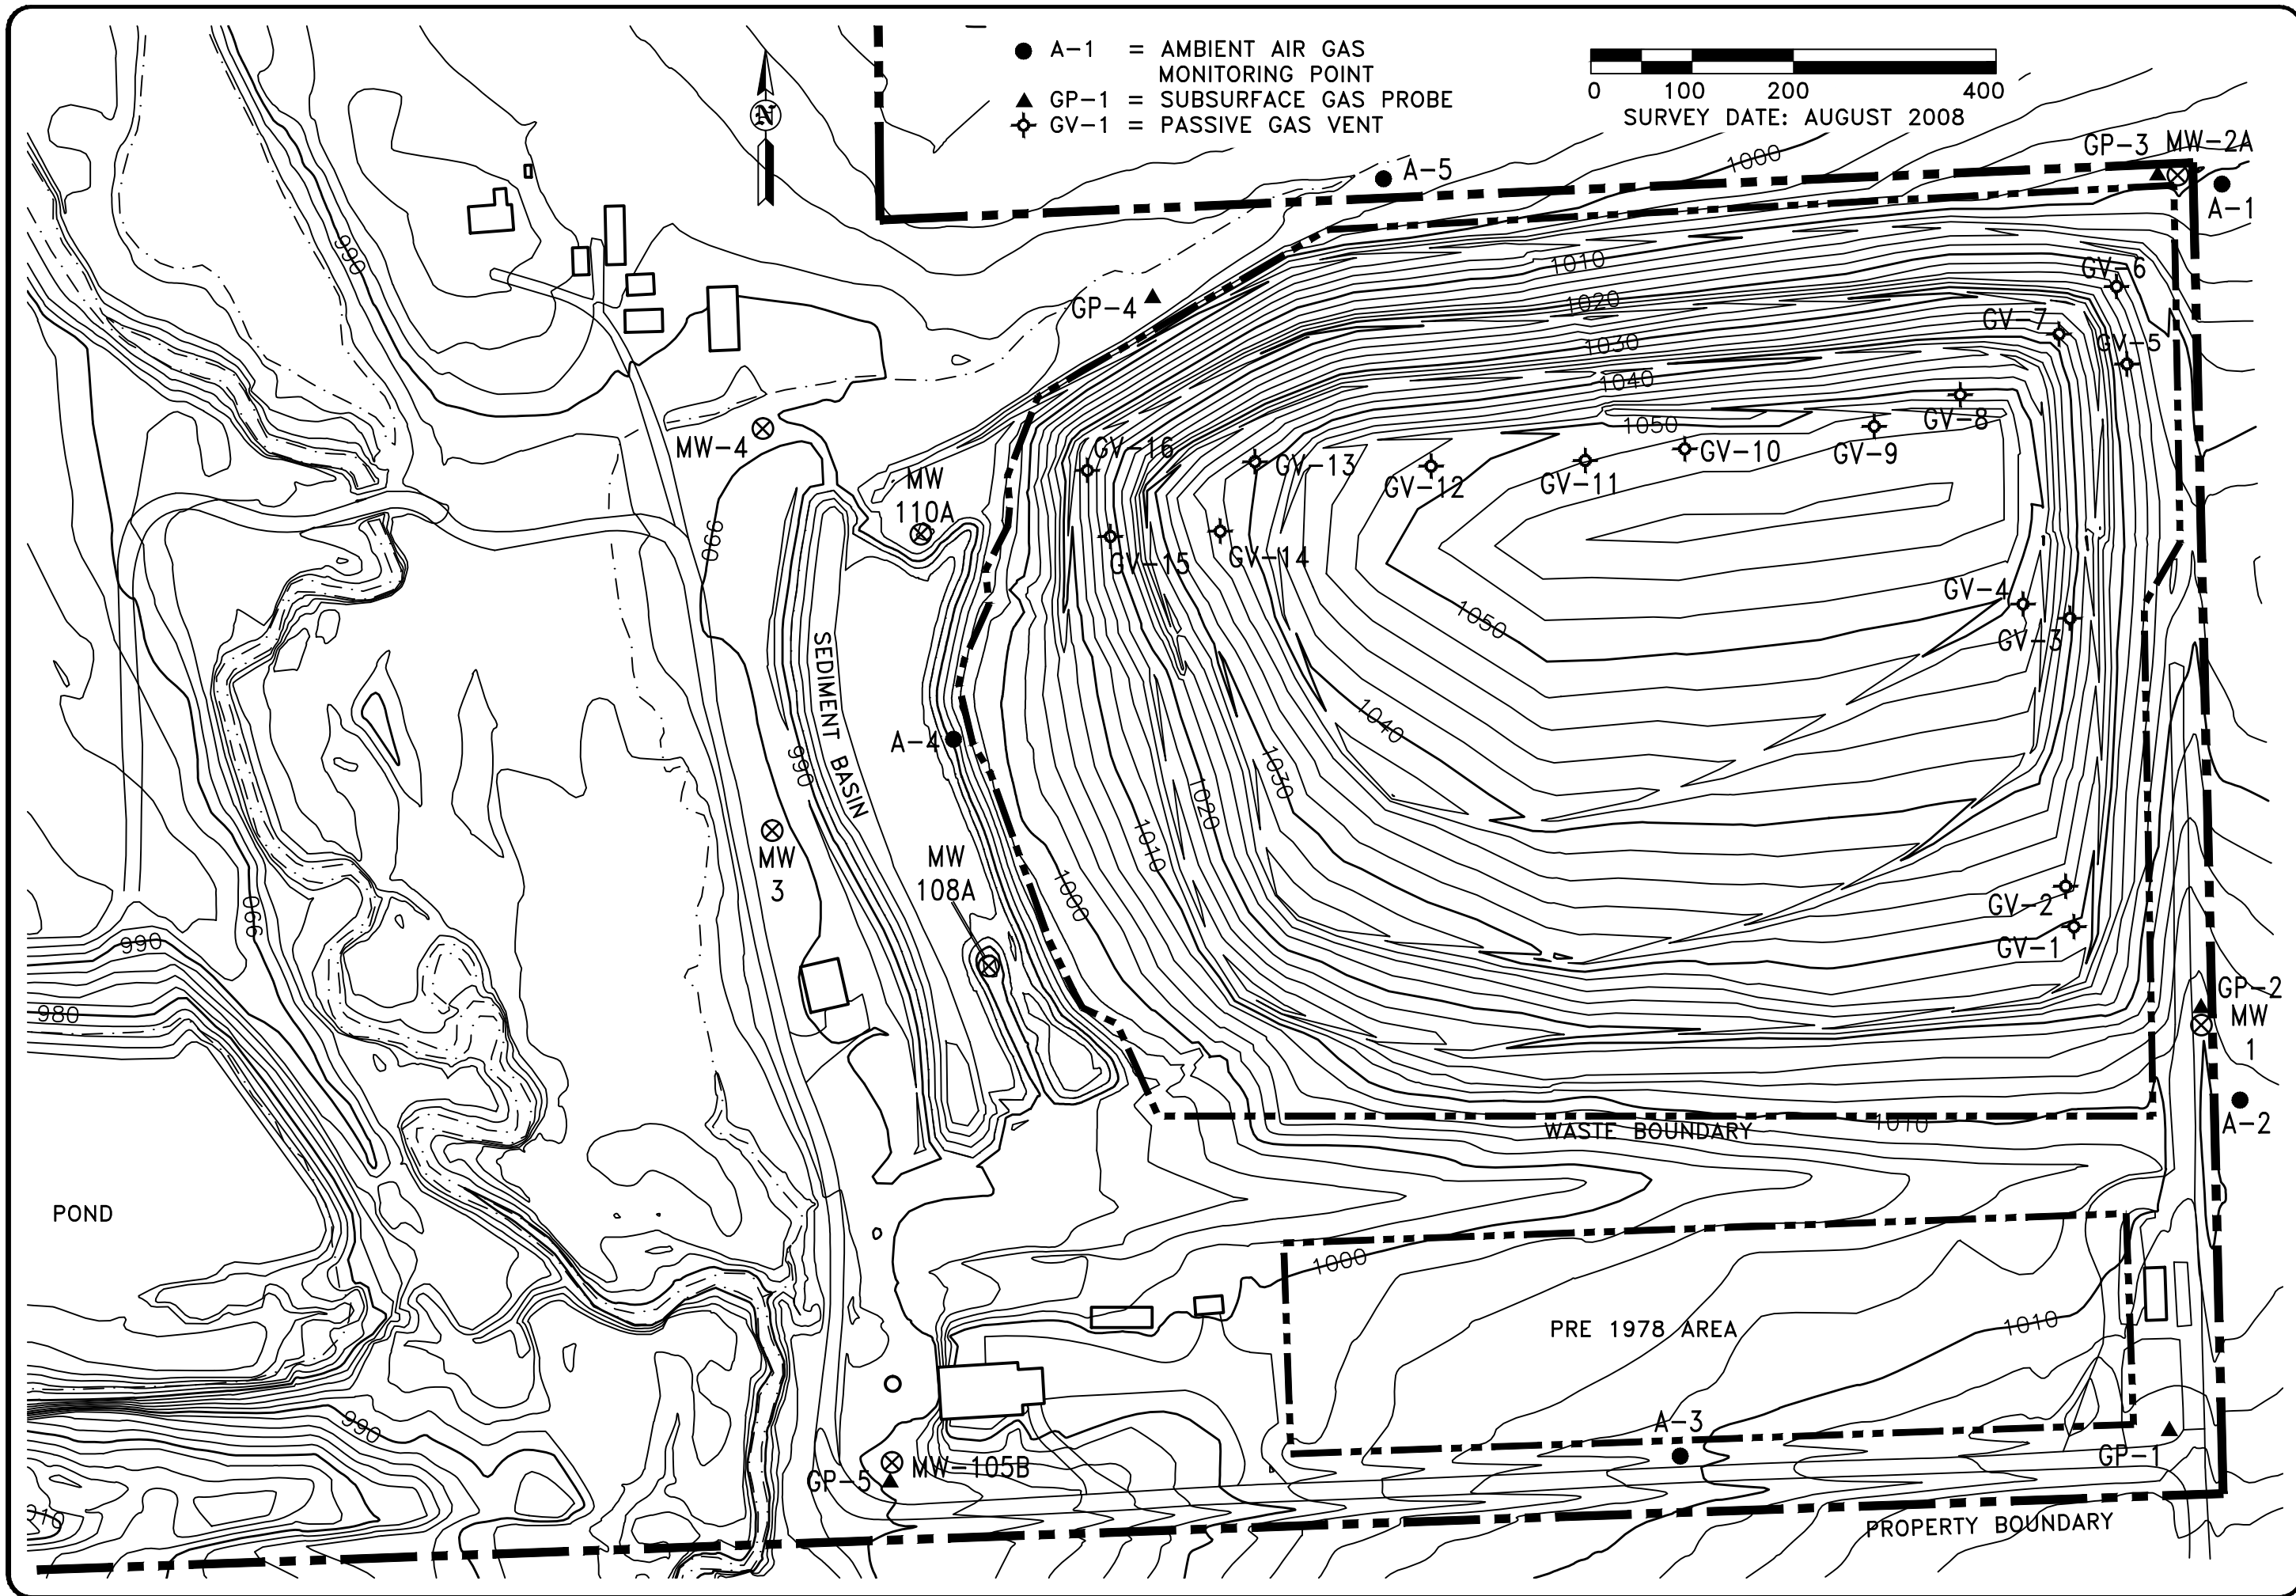 A-1 = AMBIENT AIR GAS
MONITORING POINT
GP-1 = SUBSURFACE GAS PROBE
GV-1 = PASSIVE GAS VENT
0 100 200 400
SURVEY DATE: AUGUST 2008
N
GP-3 MW-2A
A-1
A-5
1000
990
GP-4
1010
1020
1030
1040
1050
GV-6
GV-7
GV-5
GV-8
GV-9
GV-10
GV-11
GV-12
GV-13
GV-16
MW-4
MW
110A
990
GV-15
GV-14
GV-4
GV-3
1050
SEDIMENT BASIN
990
A-4
1040
1030
1020
1010
1000
MW
3
MW
108A
GV-2
GV-1
990
990
980
GP-2
MW
1
A-2
WASTE BOUNDARY
1010
POND
1000
PRE 1978 AREA
1010
A-3
GP-1
990
GP-5
MW-105B
1010
PROPERTY BOUNDARY